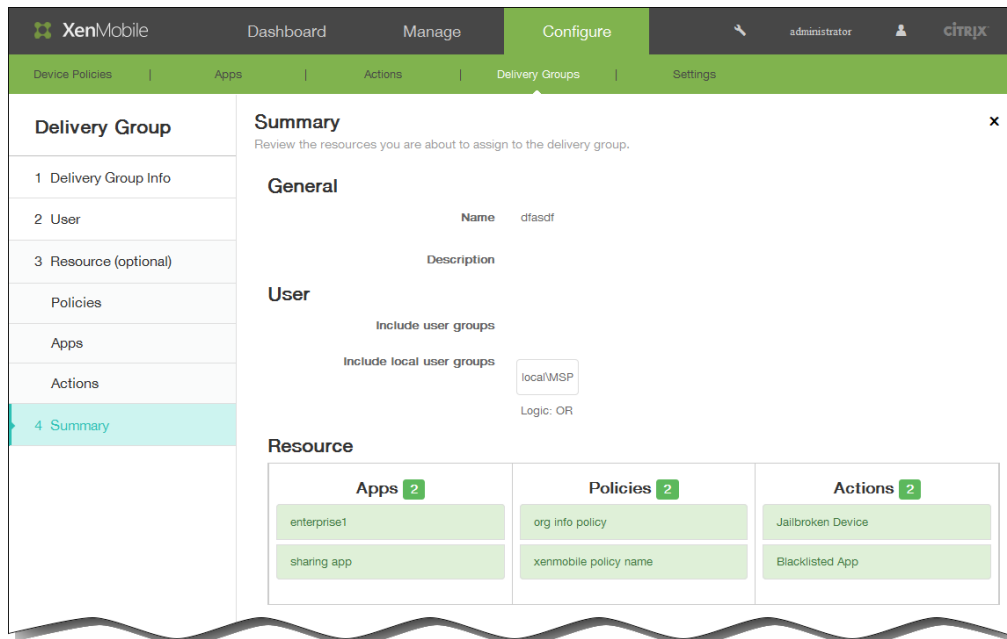 XenMobile Dashboard Manage Configure administrator CITRIX
Device Policies | Apps | Actions | Delivery Groups | Settings
Delivery Group
1 Delivery Group Info
2 User
3 Resource (optional)
Policies
Apps
Actions
4 Summary
Summary x
Review the resources you are about to assign to the delivery group.
General
Name dfasdf
Description
User
Include user groups
Include local user groups local\MSP
Logic: OR
Resource
Apps 2
enterprise1
sharing app
Policies 2
org info policy
xenmobile policy name
Actions 2
Jailbroken Device
Blacklisted App